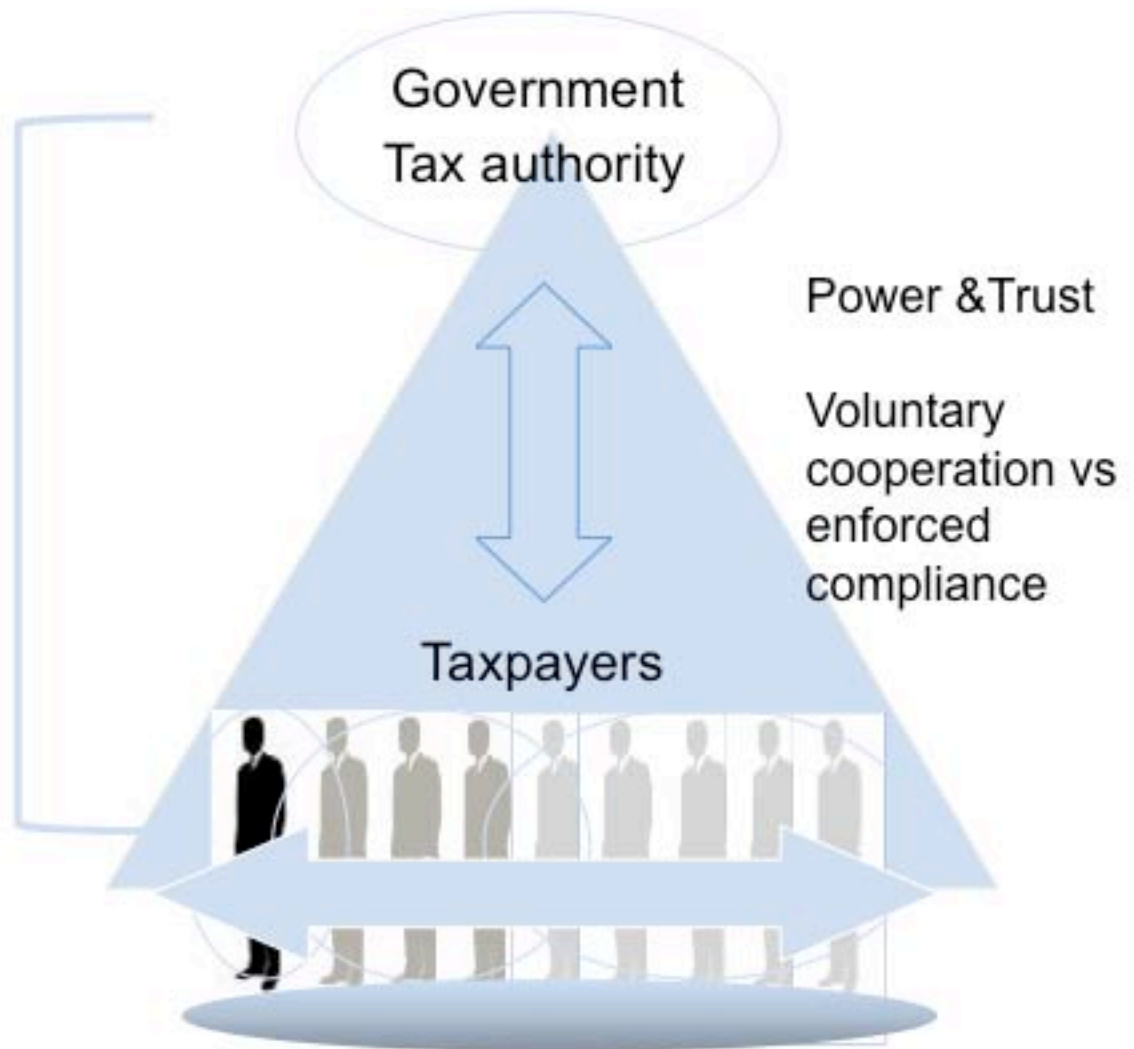 Government
Tax authority
Power &Trust
Voluntary
cooperation vs
enforced
compliance
Taxpayers